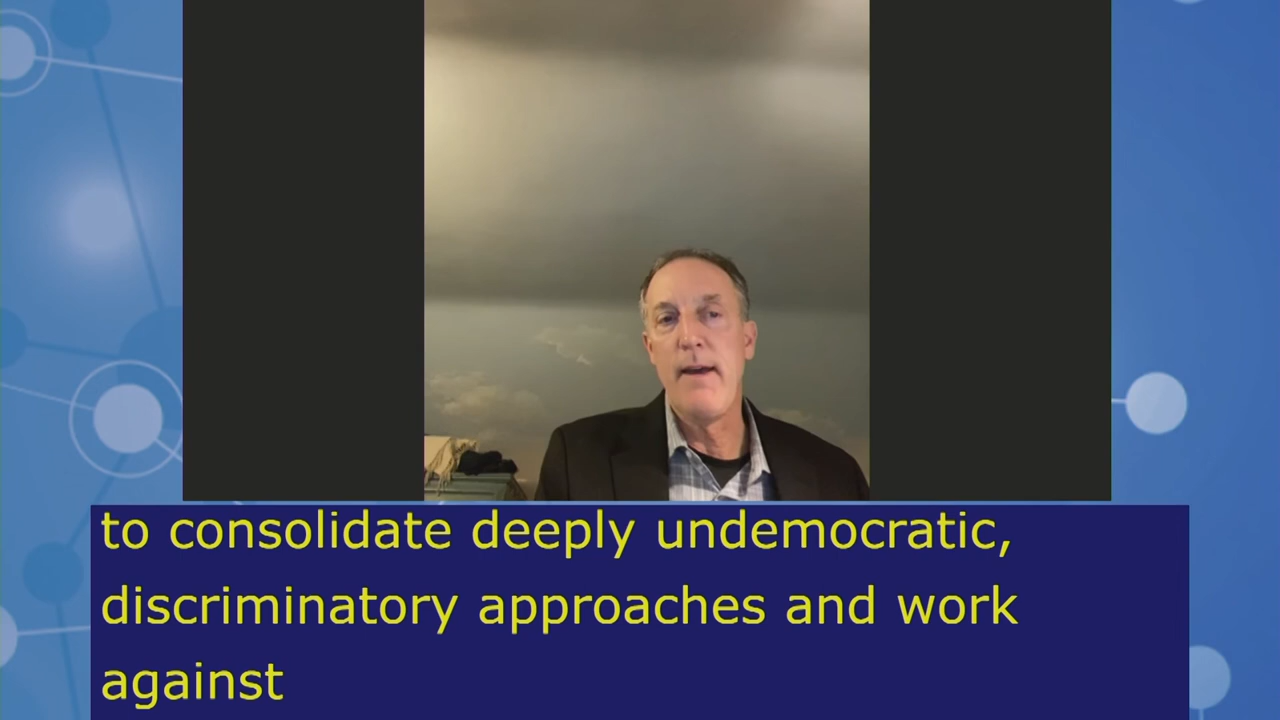 to consolidate deeply undemocratic,
discriminatory approaches and work
against